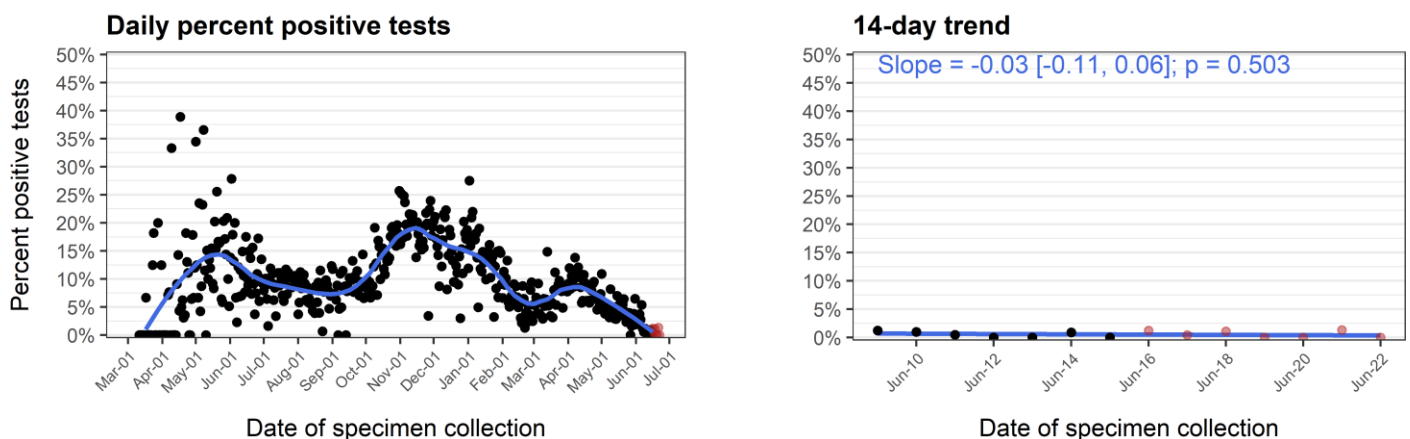 Daily percent positive tests
Percent positive tests
50%
45%
40%
35%
30%
25%
20%
15%
10%
5%
0%
Mar-01
Apr-01
May-01
Jun-01
Jul-01
Aug-01
Sep-01
Oct-01
Nov-01
Dec-01
Jan-01
Feb-01
Mar-01
Apr-01
May-01
Jun-01
Jul-01
Date of specimen collection
14-day trend
Slope = -0.03 [-0.11, 0.06]; p = 0.503
50%
45%
40%
35%
30%
25%
20%
15%
10%
5%
0%
Jun-10
Jun-12
Jun-14
Jun-16
Jun-18
Jun-20
Jun-22
Date of specimen collection